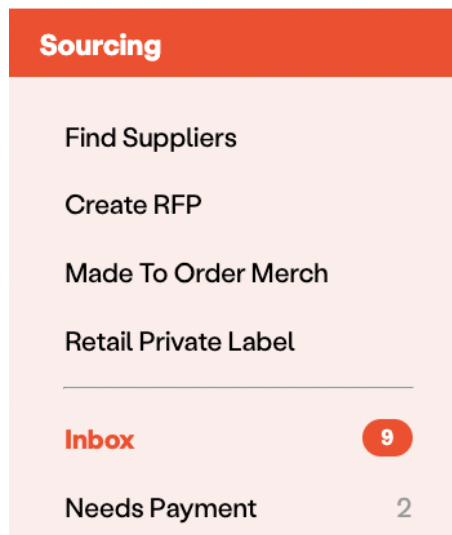 Sourcing
Find Suppliers
Create RFP
Made To Order Merch
Retail Private Label
Inbox 9
Needs Payment 2